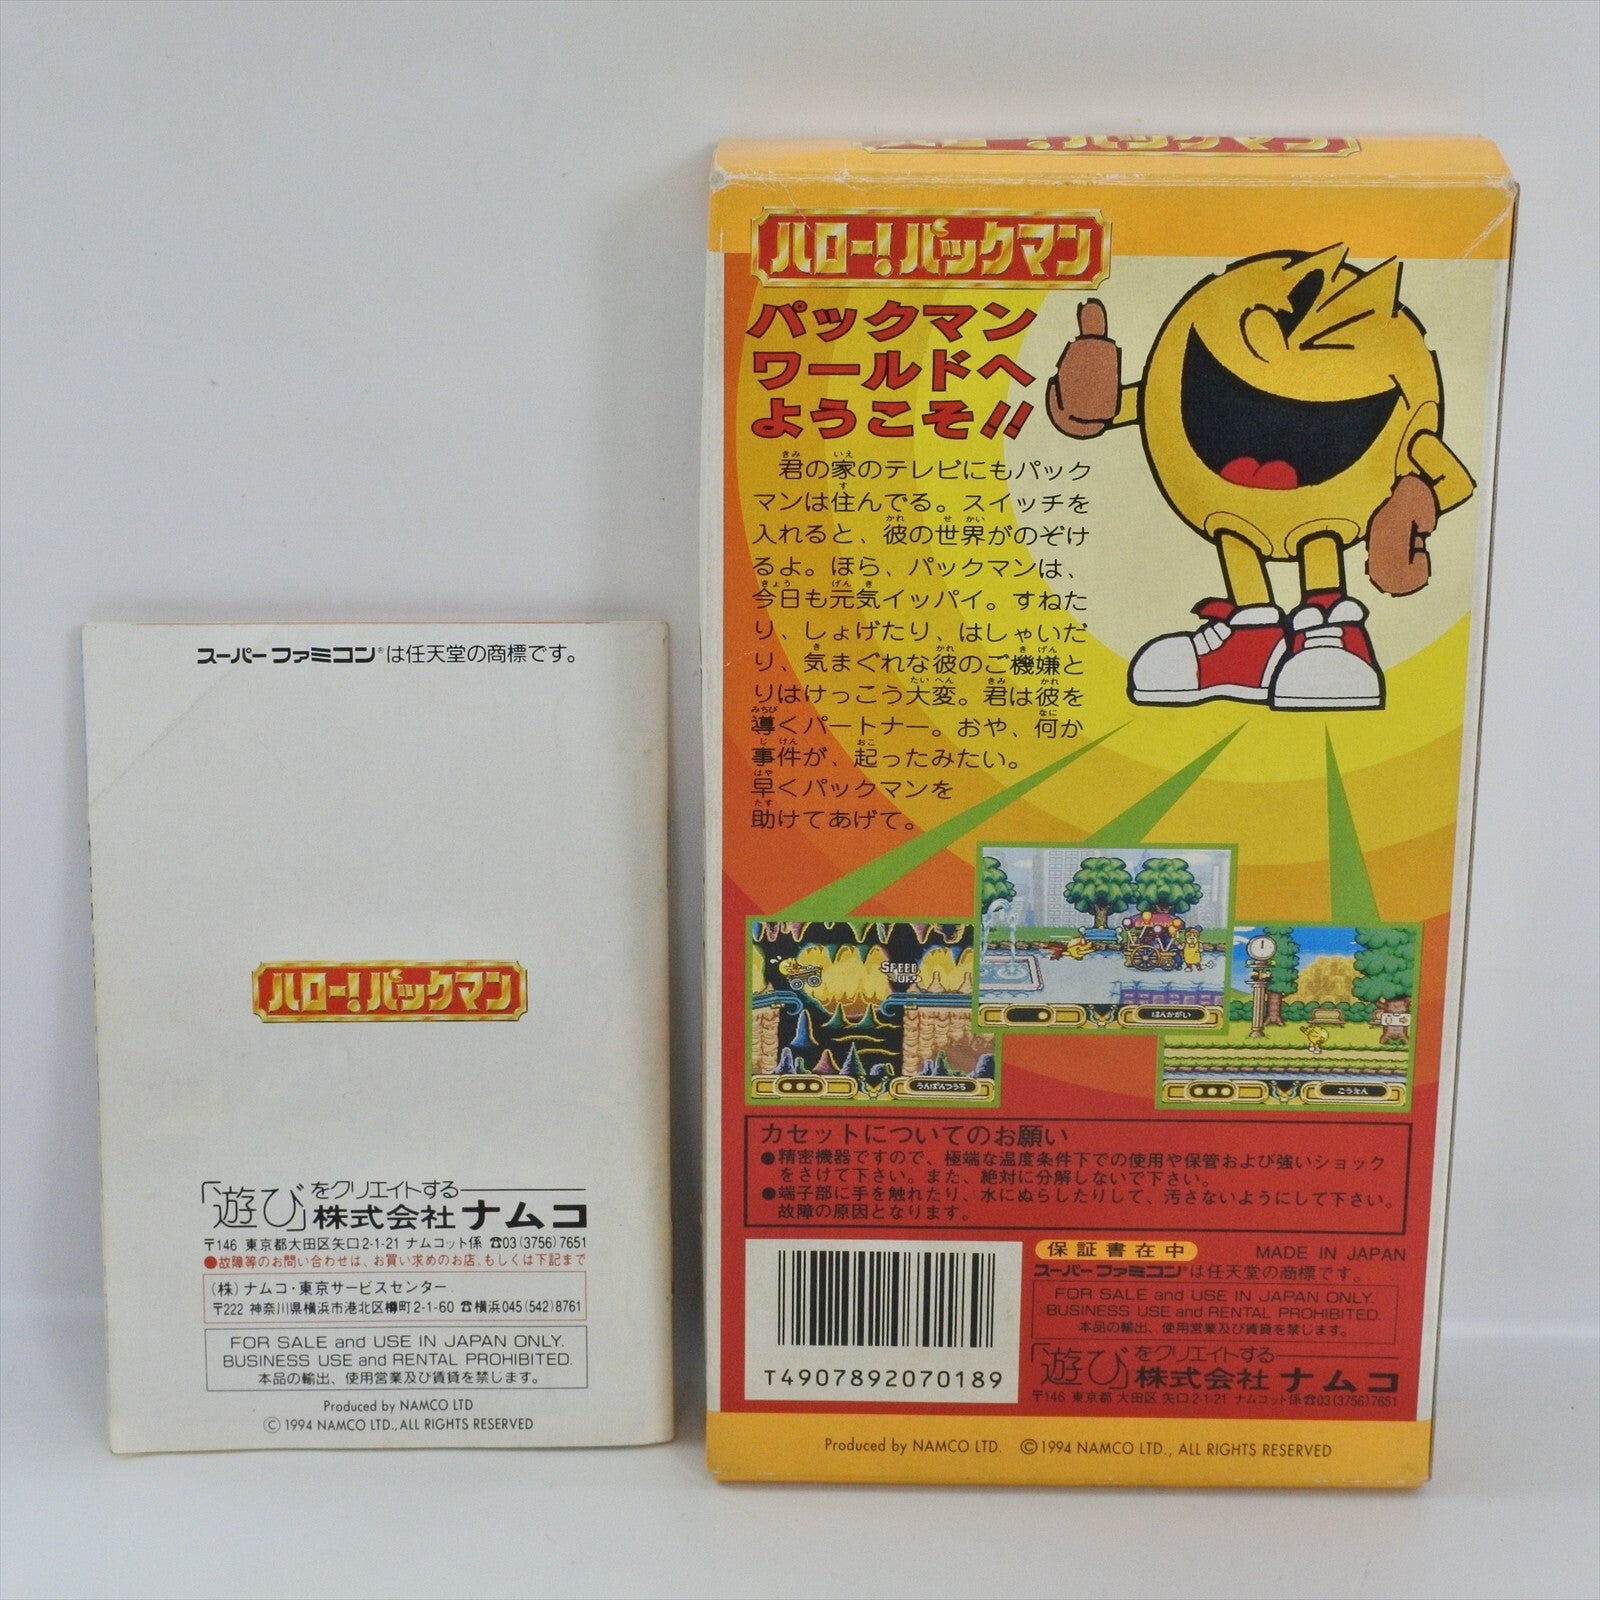 スーパーファミコン®は任天堂の商標です。
ハロー!パックマン
「遊び」をクリエイトする
株式会社ナムコ
〒146 東京都大田区矢口2-1-21 ナムコット係 ☎03(3756)7651
●故障等のお問い合わせは、お買い求めのお店、もしくは下記まで
(株)ナムコ・東京サービスセンター
〒222 神奈川県横浜市港北区樽町2-1-60 ☎横浜045(542)8761
FOR SALE and USE IN JAPAN ONLY.
BUSINESS USE and RENTAL PROHIBITED.
本品の輸出、使用営業及び賃貸を禁じます。
Produced by NAMCO LTD
©1994 NAMCO LTD., ALL RIGHTS RESERVED
ハロー!パックマン
ハロー!パックマン
パックマン
ワールドへ
ようこそ!!
君の家のテレビにもパック
マンは住んでる。スイッチを
入れると、彼の世界がのぞけ
るよ。ほら、パックマンは、
今日も元気イッパイ。すねた
り、しょげたり、はしゃいだ
り、気まぐれな彼のご機嫌と
りはけっこう大変。君は彼を
導くパートナー。おや、何か
事件が、起ったみたい。
早くパックマンを
助けてあげて。
SPEED
UP
うんぱんつうろ
ほんかがい
こうえん
カセットについてのお願い
●精密機器ですので、極端な温度条件下での使用や保管および強いショック
をさけて下さい。また、絶対に分解しないで下さい。
●端子部に手を触れたり、水にぬらしたりして、汚さないようにして下さい。
故障の原因となります。
T4907892070189
保証書在中
MADE IN JAPAN
スーパーファミコン®は任天堂の商標です。
FOR SALE and USE IN JAPAN ONLY.
BUSINESS USE and RENTAL PROHIBITED.
本品の輸出、使用営業及び賃貸を禁じます。
「遊び」をクリエイトする
株式会社ナムコ
〒146 東京都大田区矢口2-1-21 ナムコット係☎03(3756)7651
Produced by NAMCO LTD. ©1994 NAMCO LTD., ALL RIGHTS RESERVED